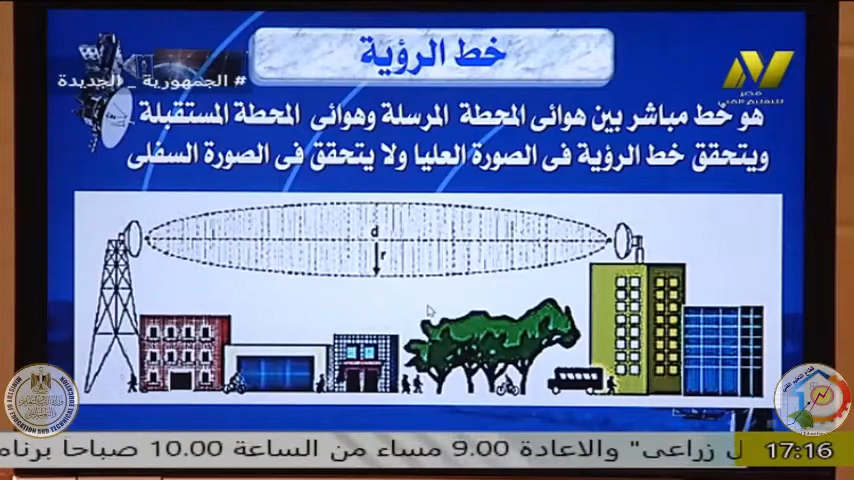 خط الرؤية
# الجمهورية _ الجديدة
مصر
للتعليم الفنى
هو خط مباشر بين هوائى المحطة المرسلة وهوائى المحطة المستقبلة
ويتحقق خط الرؤية فى الصورة العليا ولا يتحقق فى الصورة السفلى
d
r
ل زراعى" والاعادة 9.00 مساء من الساعة 10.00 صباحا برنا
17:16